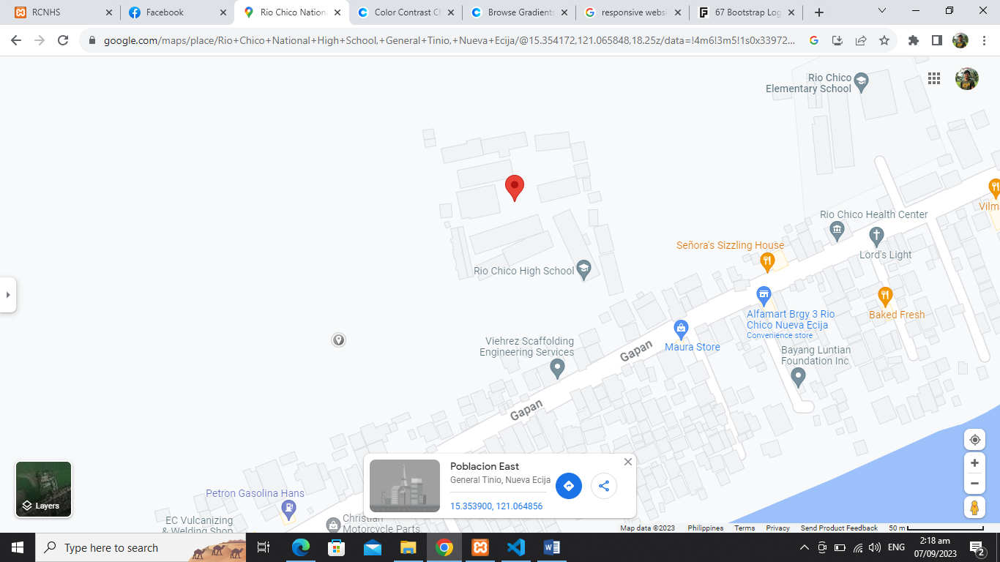 RCNHS
Facebook
Rio Chico Nation
Color Contrast Ch
Browse Gradients
responsive websi
67 Bootstrap Log
google.com/maps/place/Rio+Chico+National+High+School,+General+Tinio,+Nueva+Ecija/@15.354172,121.065848,18.25z/data=!4m6!3m5!1s0x33972...
Rio Chico
Elementary School
Vilm
Rio Chico Health Center
Señora's Sizzling House
Lord's Light
Rio Chico High School
Alfamart Brgy 3 Rio
Chico Nueva Ecija
Convenience store
Baked Fresh
Viehrez Scaffolding
Engineering Services
Gapan
Maura Store
Bayang Luntian
Foundation Inc
Gapan
Poblacion East
General Tinio, Nueva Ecija
15.353900, 121.064856
Petron Gasolina Hans
Layers
EC Vulcanizing
& Welding Shop
Christian
Motorcycle Parts
Map data ©2023
Philippines
Terms
Privacy
Send Product Feedback
50 m
Type here to search
ENG
2:18 am
07/09/2023
2